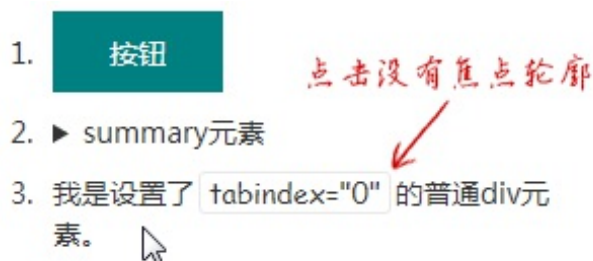 1. 按钮
点击没有焦点轮廓
2. ▶ summary元素
3. 我是设置了 tabindex="0" 的普通div元
素。